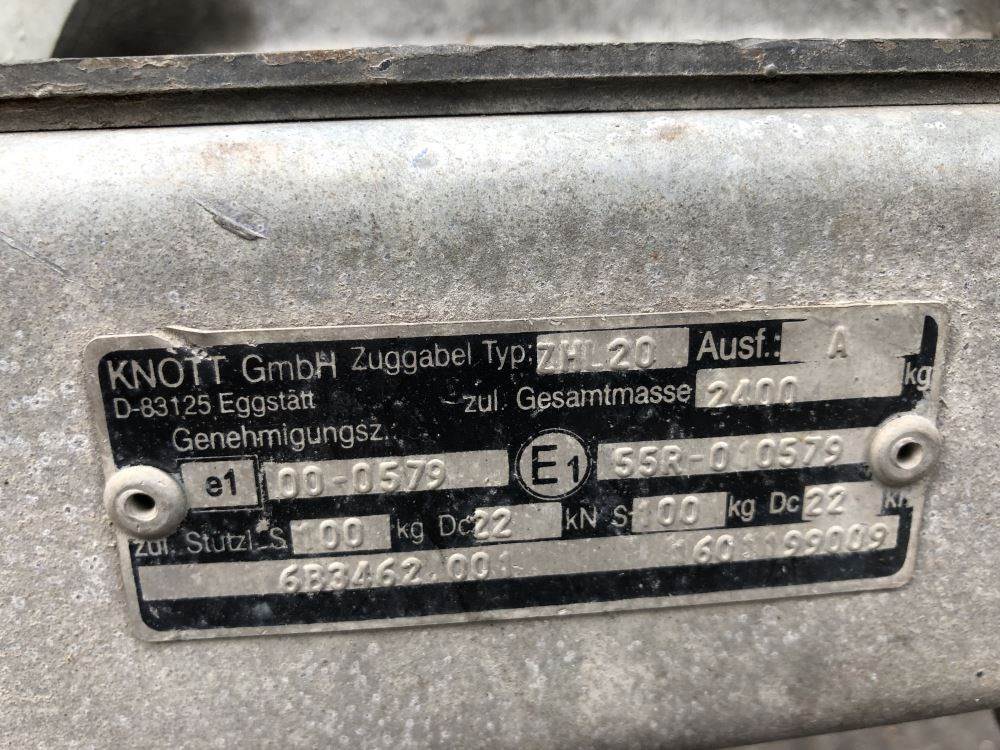 KNOTT GmbH Zuggabel Typ: ZHL20 Ausf.: A
D-83125 Eggstätt zul. Gesamtmasse 2400 kg
Genehmigungsz.:
e1 00-0579 E1 55R-010579
zul. Stützl. S 100 kg Dc 22 kN S 100 kg Dc 22 kN
6B3462.001 1601199009